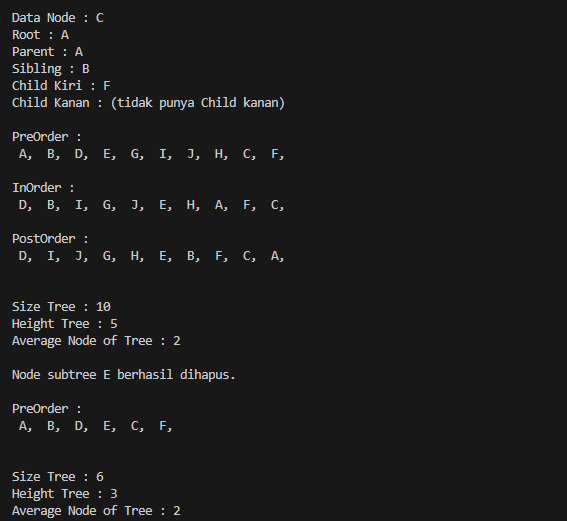 Data Node : C
Root : A
Parent : A
Sibling : B
Child Kiri : F
Child Kanan : (tidak punya Child kanan)
PreOrder :
A, B, D, E, G, I, J, H, C, F,
InOrder :
D, B, I, G, J, E, H, A, F, C,
PostOrder :
D, I, J, G, H, E, B, F, C, A,
Size Tree : 10
Height Tree : 5
Average Node of Tree : 2
Node subtree E berhasil dihapus.
PreOrder :
A, B, D, E, C, F,
Size Tree : 6
Height Tree : 3
Average Node of Tree : 2